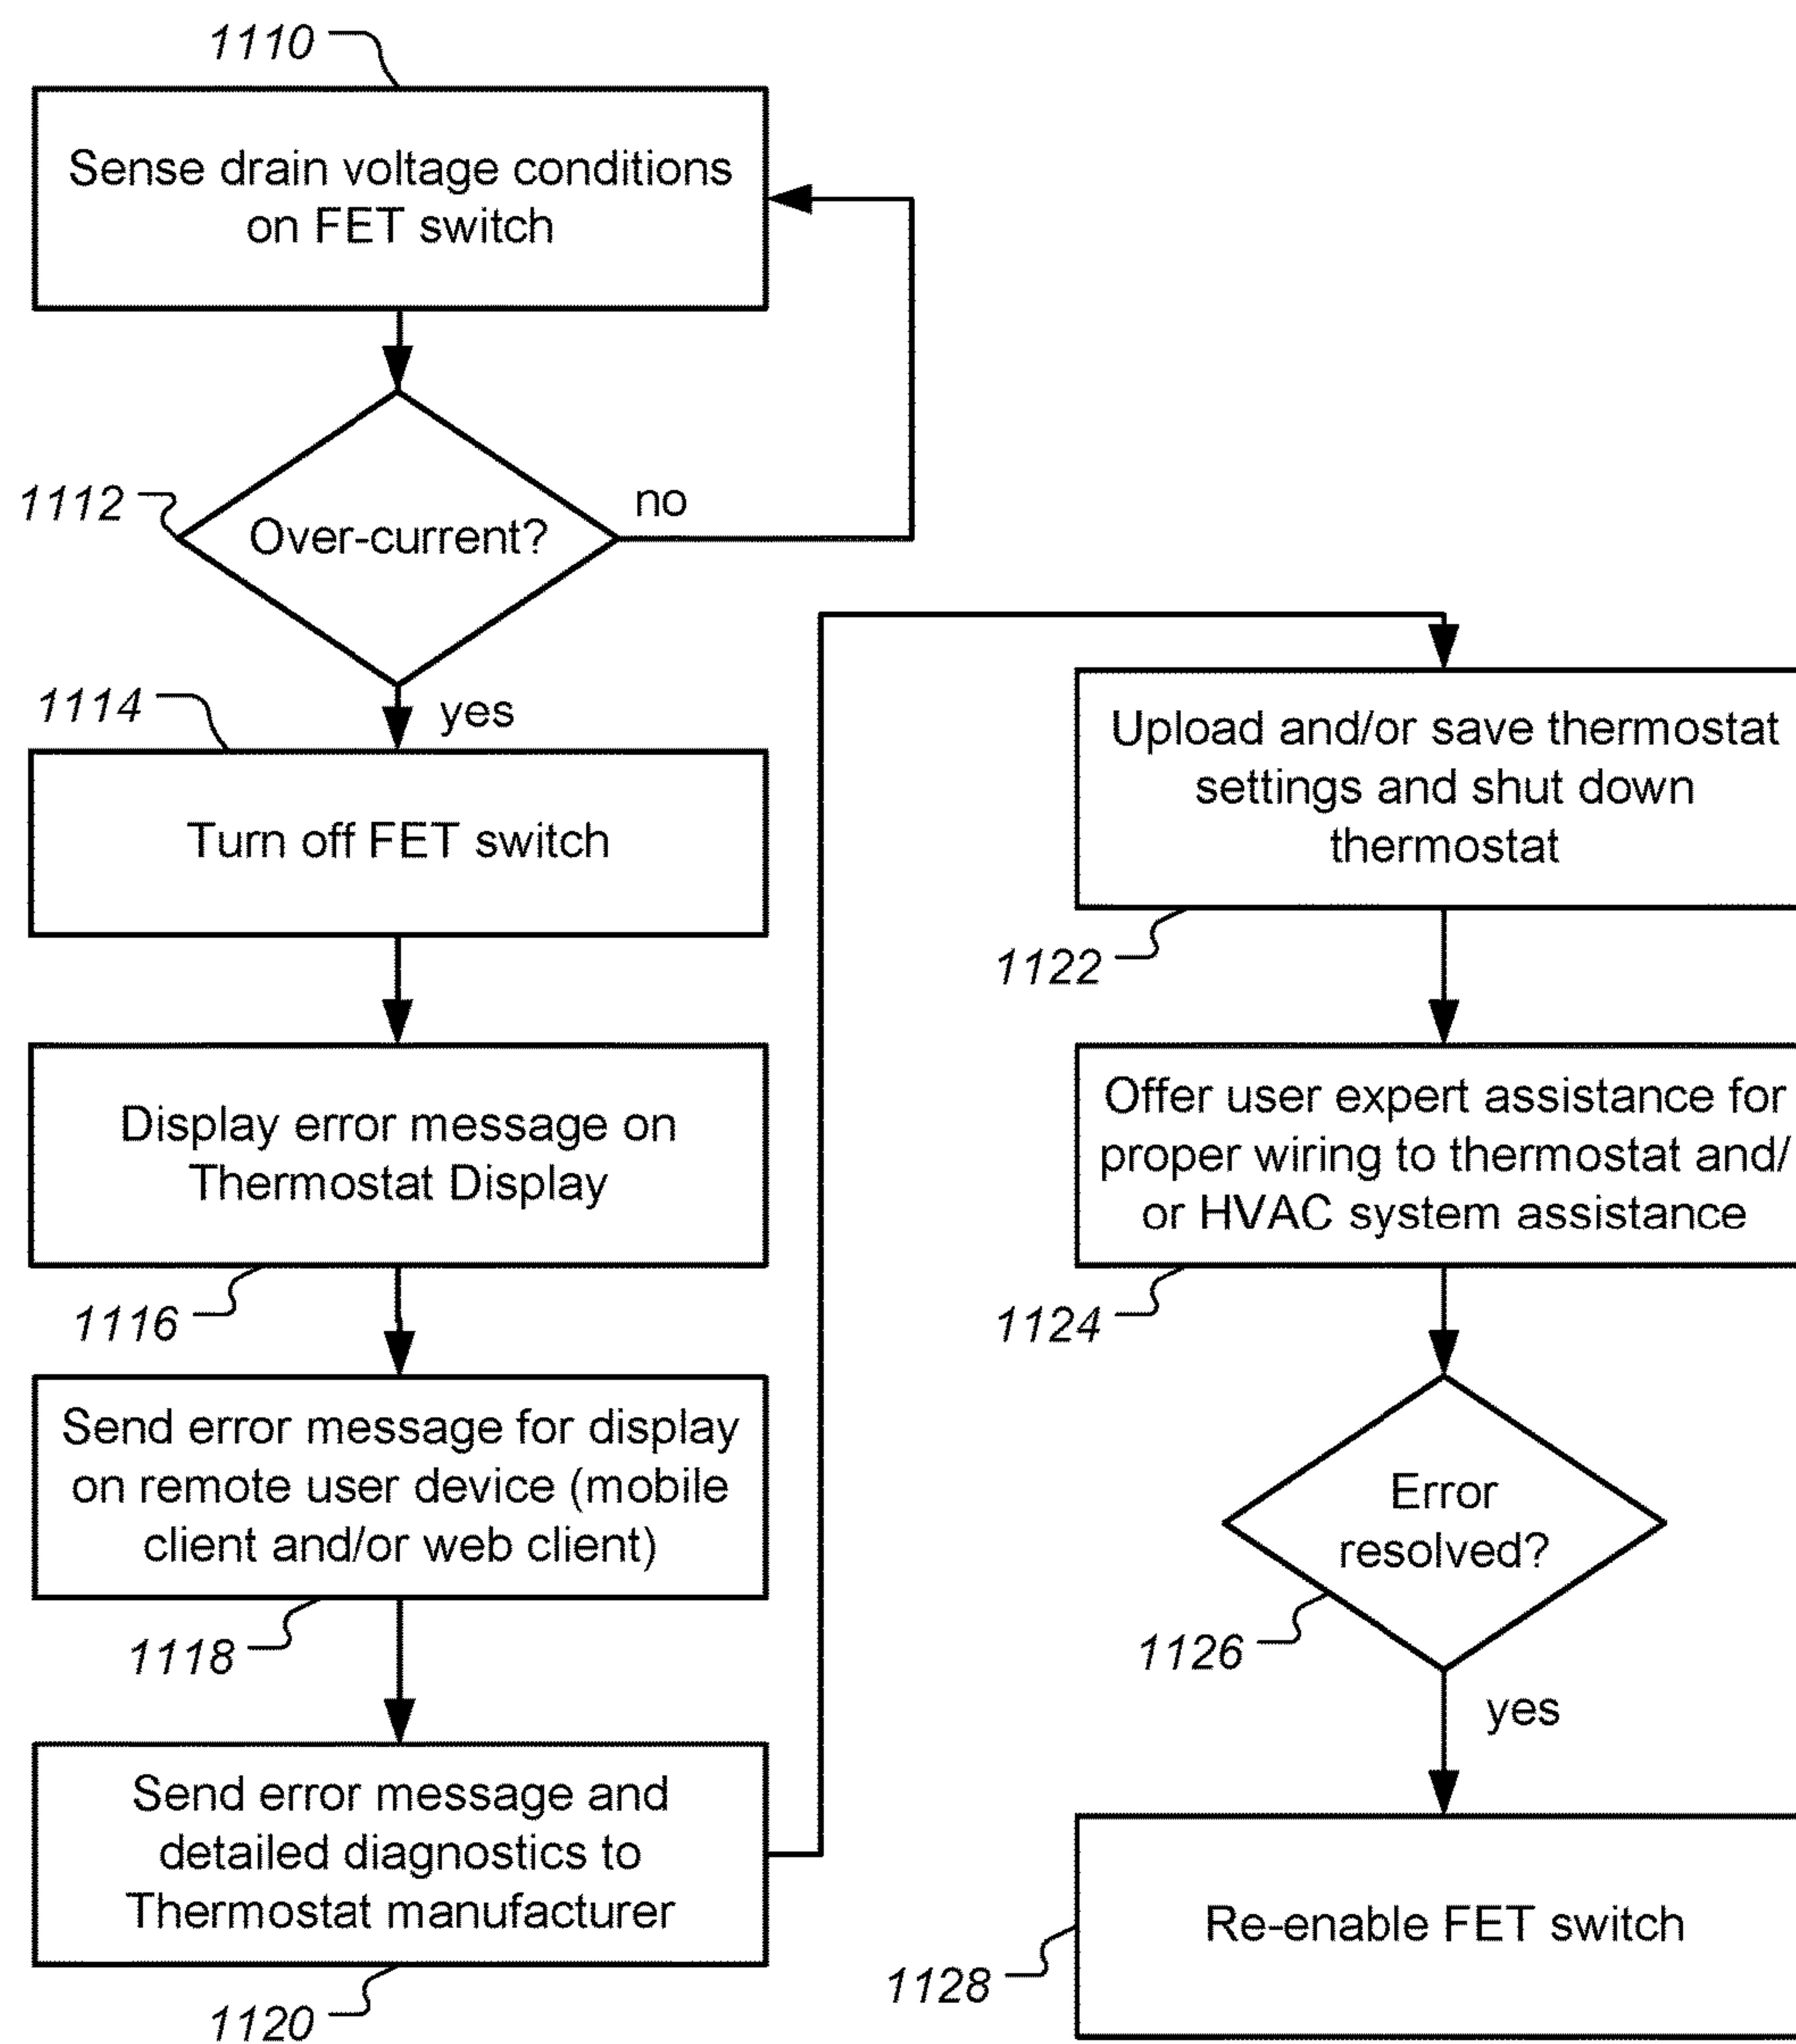 1110
Sense drain voltage conditions
on FET switch
1112
Over-current?
no
yes
1114
Turn off FET switch
Display error message on
Thermostat Display
1116
Send error message for display
on remote user device (mobile
client and/or web client)
1118
Send error message and
detailed diagnostics to
Thermostat manufacturer
1120
Upload and/or save thermostat
settings and shut down
thermostat
1122
Offer user expert assistance for
proper wiring to thermostat and/
or HVAC system assistance
1124
Error
resolved?
1126
yes
Re-enable FET switch
1128